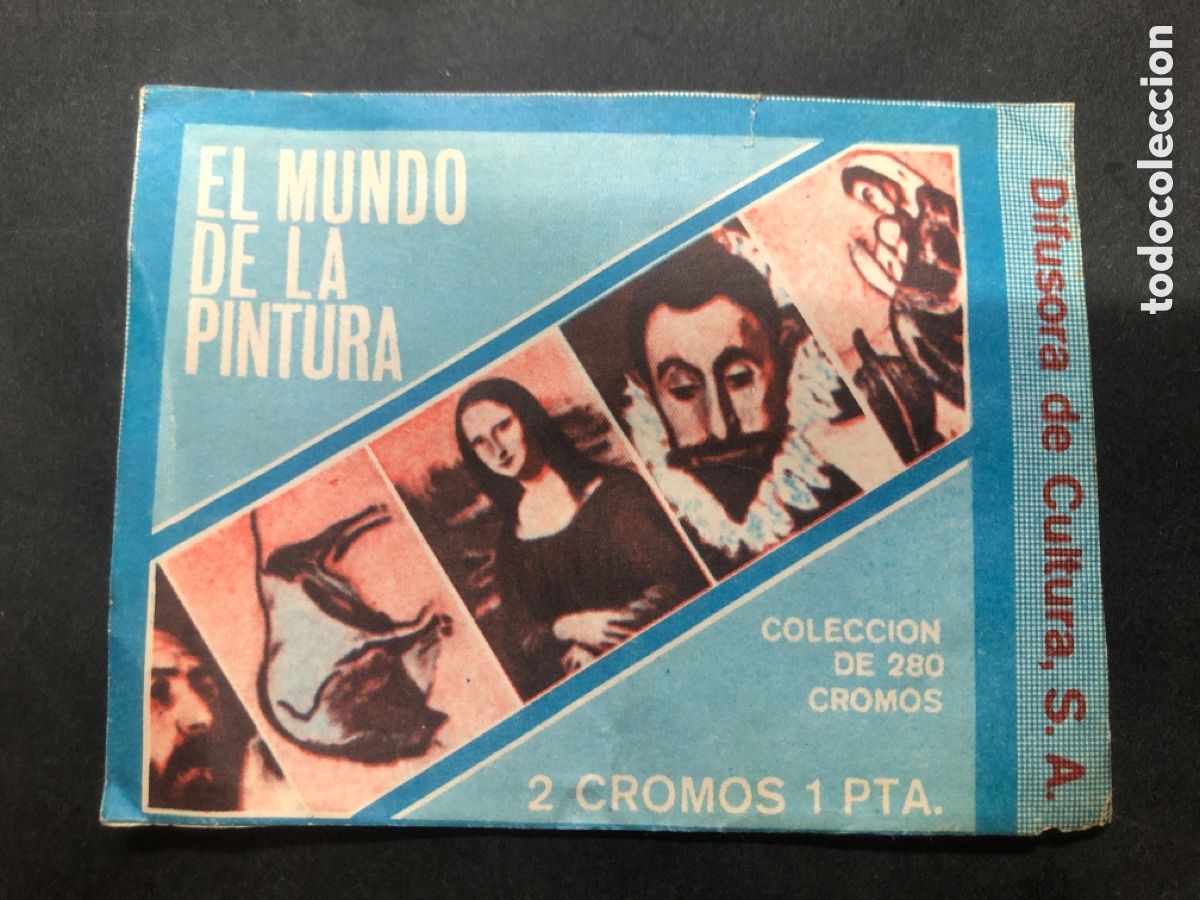 EL MUNDO
DE LA
PINTURA
COLECCION
DE 280
CROMOS
2 CROMOS 1 PTA.
Difusora de Cultura, S. A.
todocoleccion